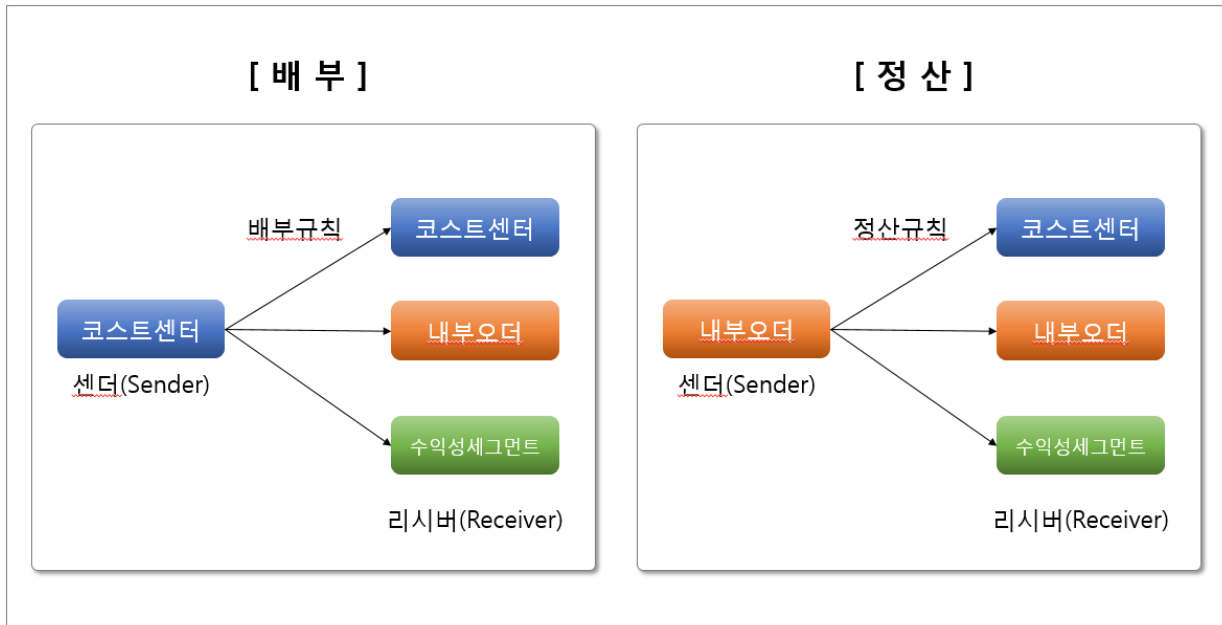 [ 배 부 ]
배부규칙
코스트센터
코스트센터
내부오더
센더(Sender)
수익성세그먼트
리시버(Receiver)
[ 정 산 ]
정산규칙
코스트센터
내부오더
내부오더
센더(Sender)
수익성세그먼트
리시버(Receiver)